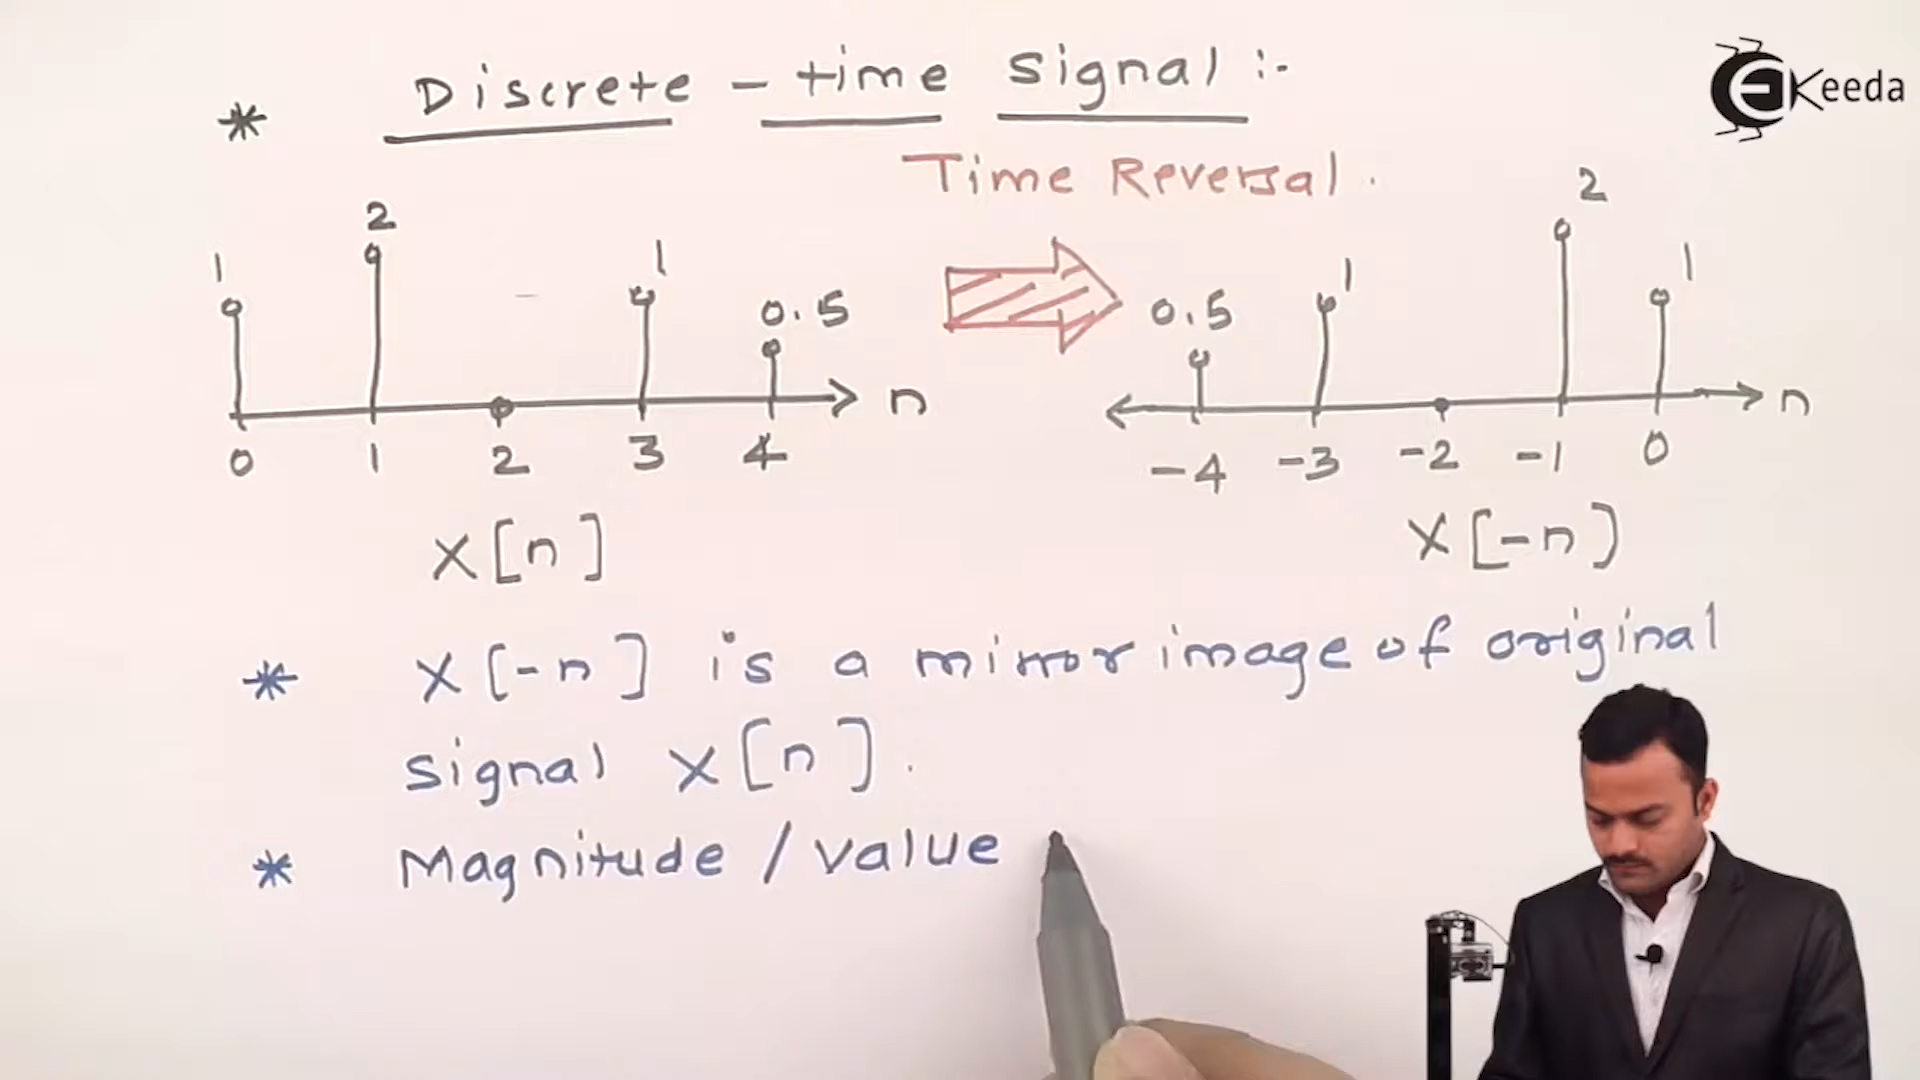 * Discrete - time signal :-
EKeeda
Time Reversal.
1 2 1 0.5 n
0 1 2 3 4
x[n]
0.5 1 2 1 n
-4 -3 -2 -1 0
x[-n]
* x[-n] is a mirror image of original
signal x[n].
* Magnitude / value